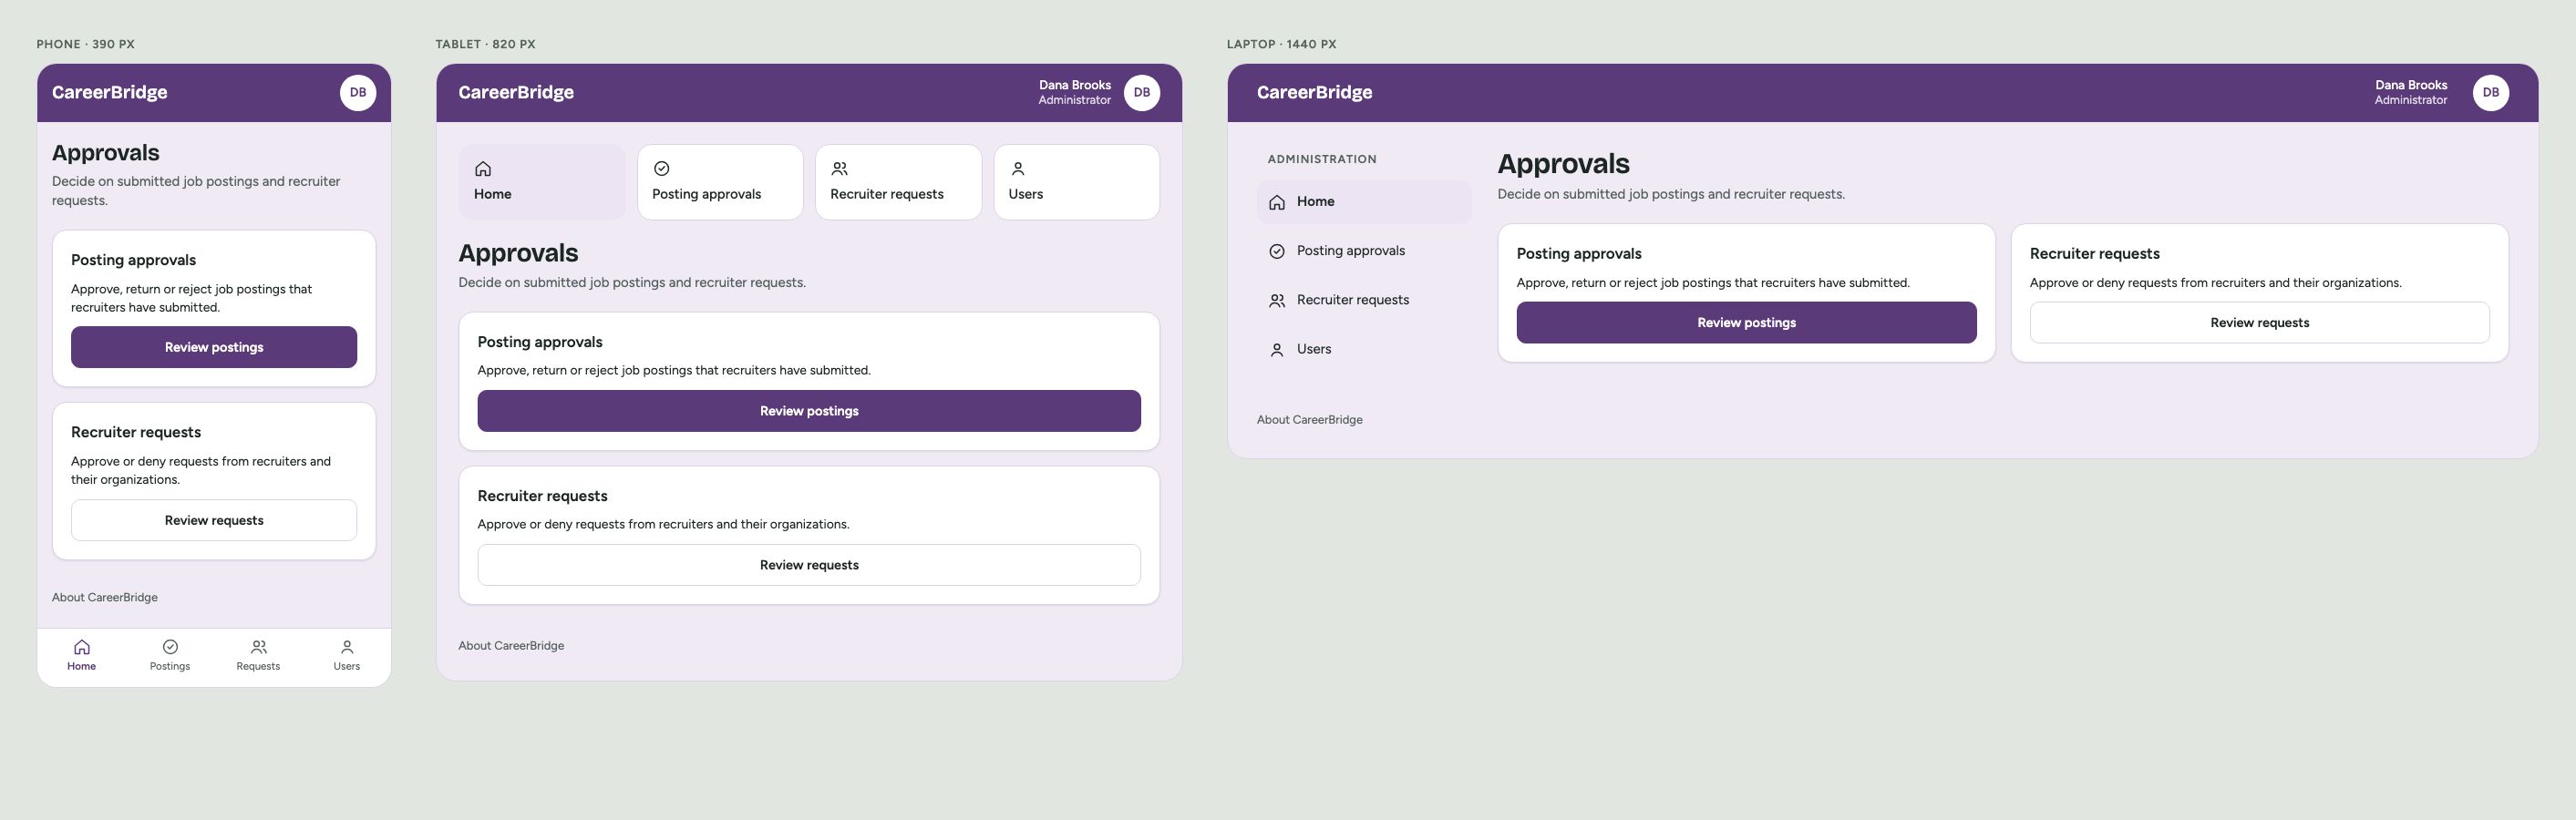 PHONE · 390 PX
CareerBridge
DB
Approvals
Decide on submitted job postings and recruiter
requests.
Posting approvals
Approve, return or reject job postings that
recruiters have submitted.
Review postings
Recruiter requests
Approve or deny requests from recruiters and
their organizations.
Review requests
About CareerBridge
Home
Postings
Requests
Users
TABLET · 820 PX
CareerBridge
Dana Brooks
Administrator
DB
Home
Posting approvals
Recruiter requests
Users
Approvals
Decide on submitted job postings and recruiter requests.
Posting approvals
Approve, return or reject job postings that recruiters have submitted.
Review postings
Recruiter requests
Approve or deny requests from recruiters and their organizations.
Review requests
About CareerBridge
LAPTOP · 1440 PX
CareerBridge
Dana Brooks
Administrator
DB
ADMINISTRATION
Home
Posting approvals
Recruiter requests
Users
Approvals
Decide on submitted job postings and recruiter requests.
Posting approvals
Approve, return or reject job postings that recruiters have submitted.
Review postings
Recruiter requests
Approve or deny requests from recruiters and their organizations.
Review requests
About CareerBridge